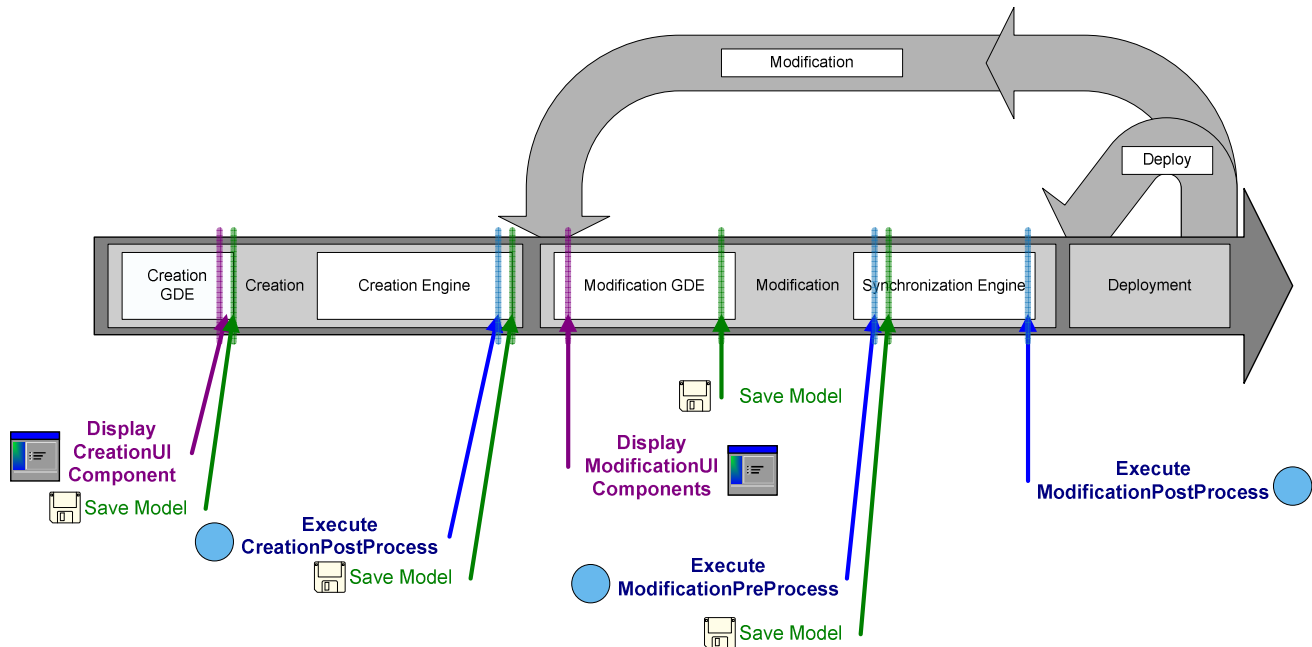 Modification
Deploy
Creation
GDE
Creation
Creation Engine
Modification GDE
Modification
Synchronization Engine
Deployment
Save Model
Display
CreationUI
Component
Display
ModificationUI
Components
Execute
ModificationPostProcess
Save Model
Execute
CreationPostProcess
Save Model
Execute
ModificationPreProcess
Save Model